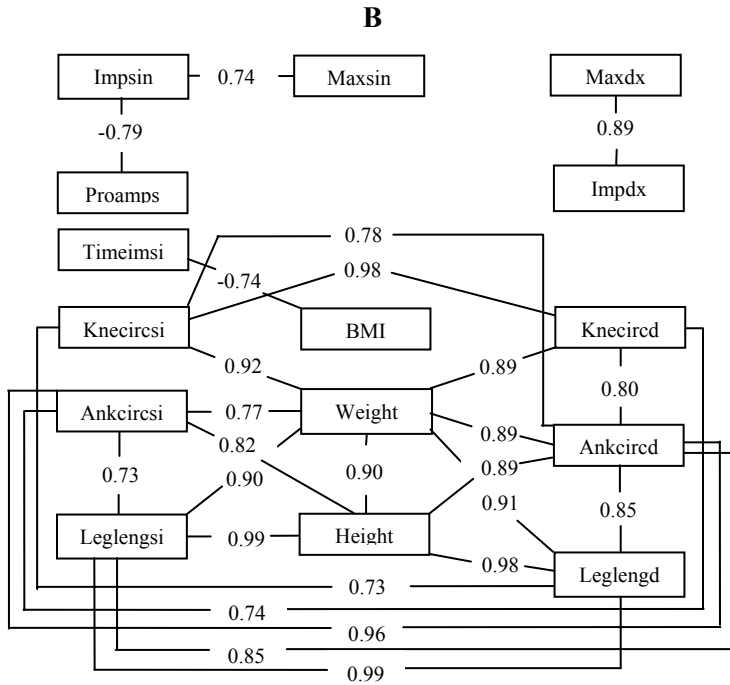 B
Impsin 0.74 Maxsin Maxdx
-0.79 0.89
Proamps Impdx
Timeimsi 0.78
-0.74 0.98
Knecircsi BMI Knecircd
0.92 0.89 0.80
Ankcircsi 0.77 Weight 0.89 Ankcircd
0.82
0.73 0.90 0.90 0.89 0.91 0.85
Leglengsi 0.99 Height 0.98 Leglengd
0.73
0.74
0.96
0.85
0.99